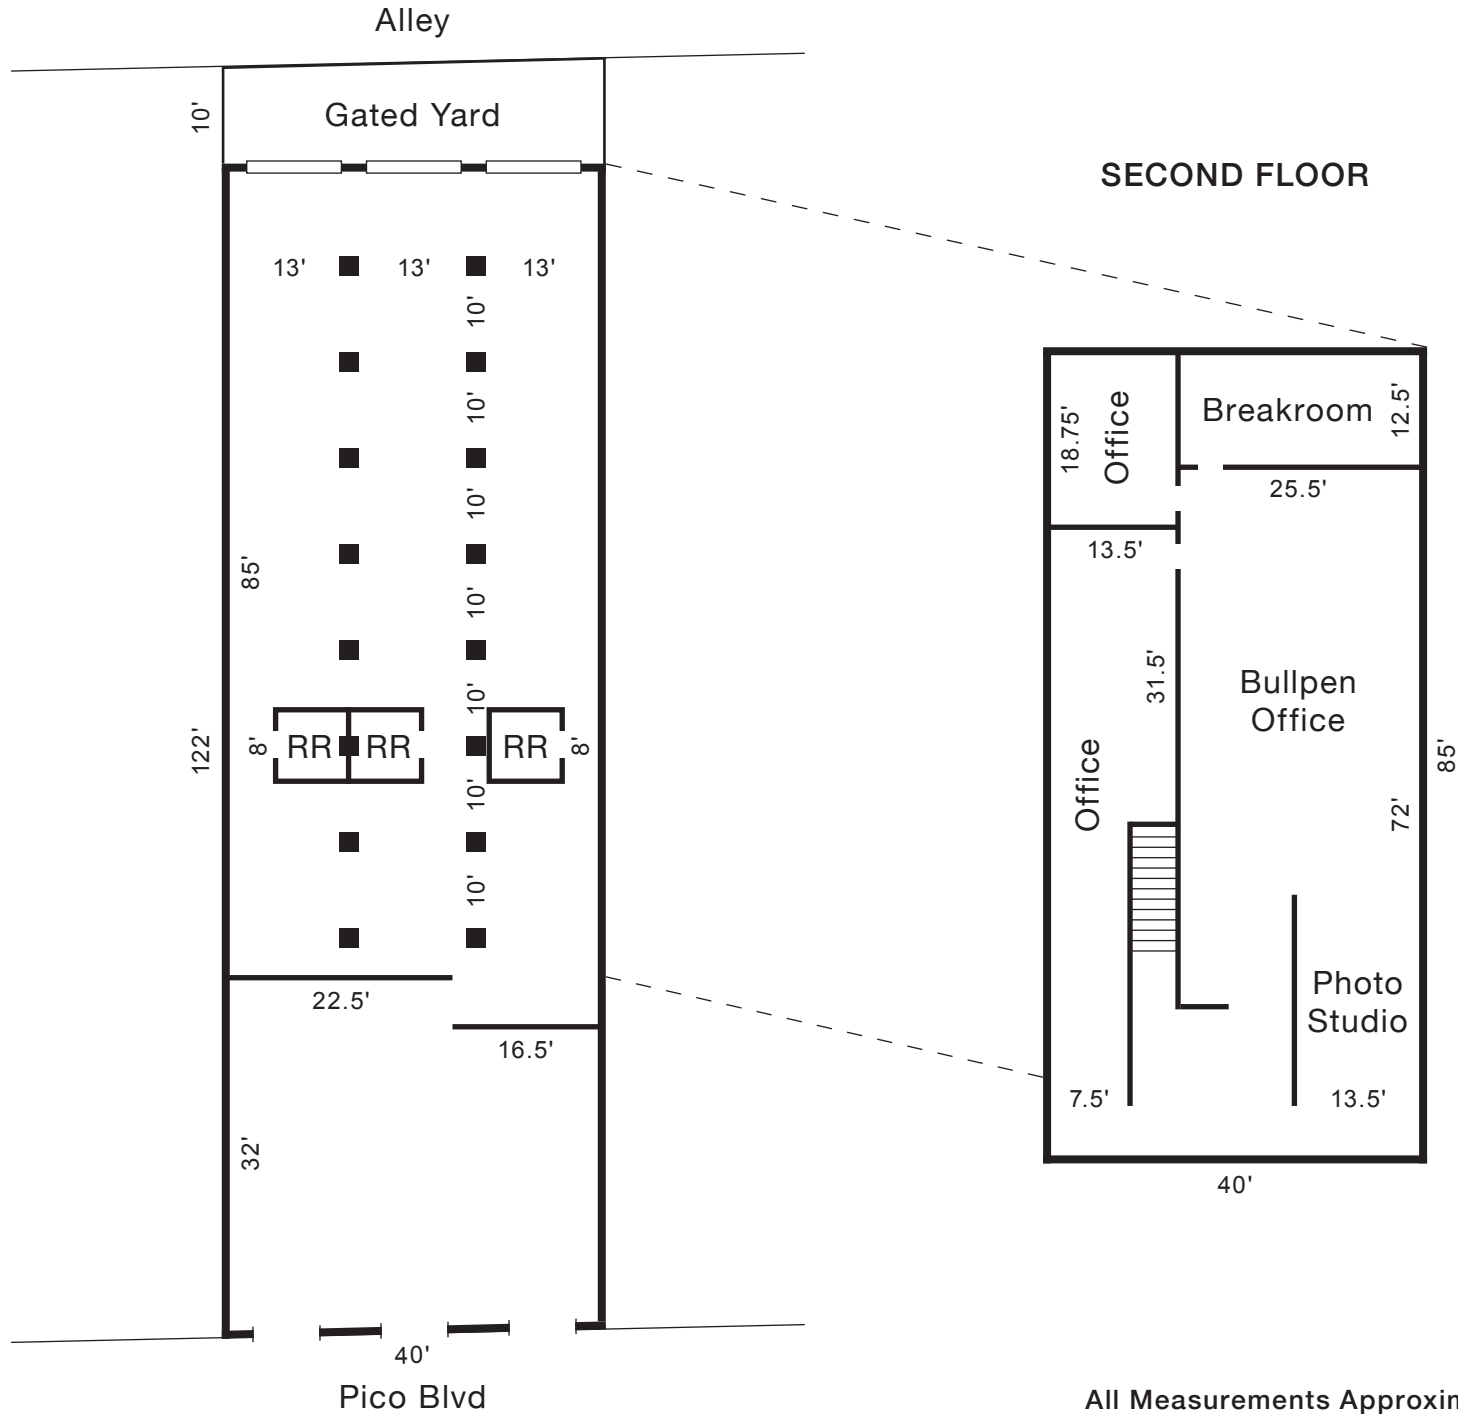 Alley
10'
Gated Yard
SECOND FLOOR
13'
13'
13'
10'
10'
10'
10'
10'
10'
10'
85'
122'
8'
RR
RR
RR
8'
22.5'
16.5'
32'
40'
Pico Blvd
18.75'
Office
Breakroom
12.5'
25.5'
13.5'
31.5'
Bullpen
Office
Office
85'
72'
Photo
Studio
7.5'
13.5'
40'
All Measurements Approxim